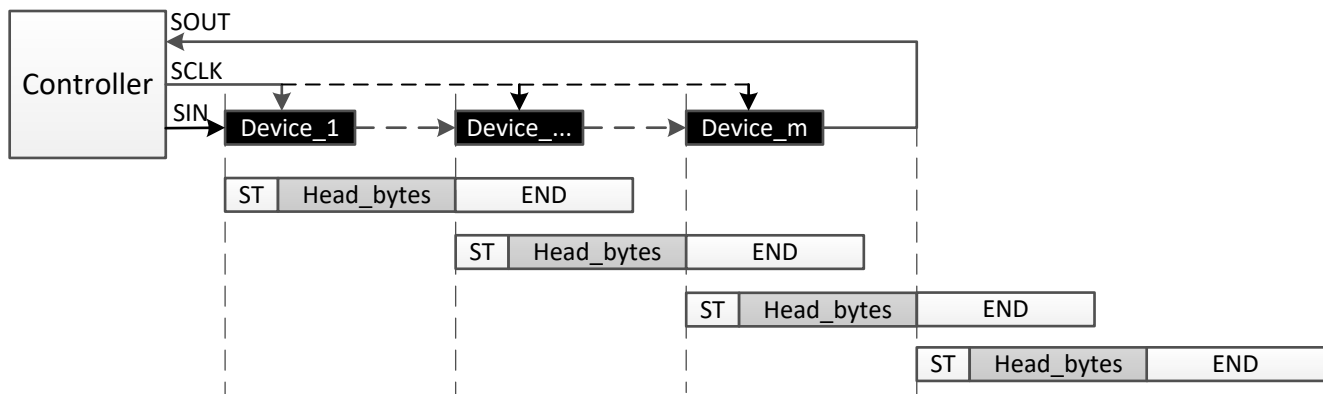 SOUT
Controller
SCLK
SIN
Device_1
Device_...
Device_m
ST Head_bytes END
ST Head_bytes END
ST Head_bytes END
ST Head_bytes END